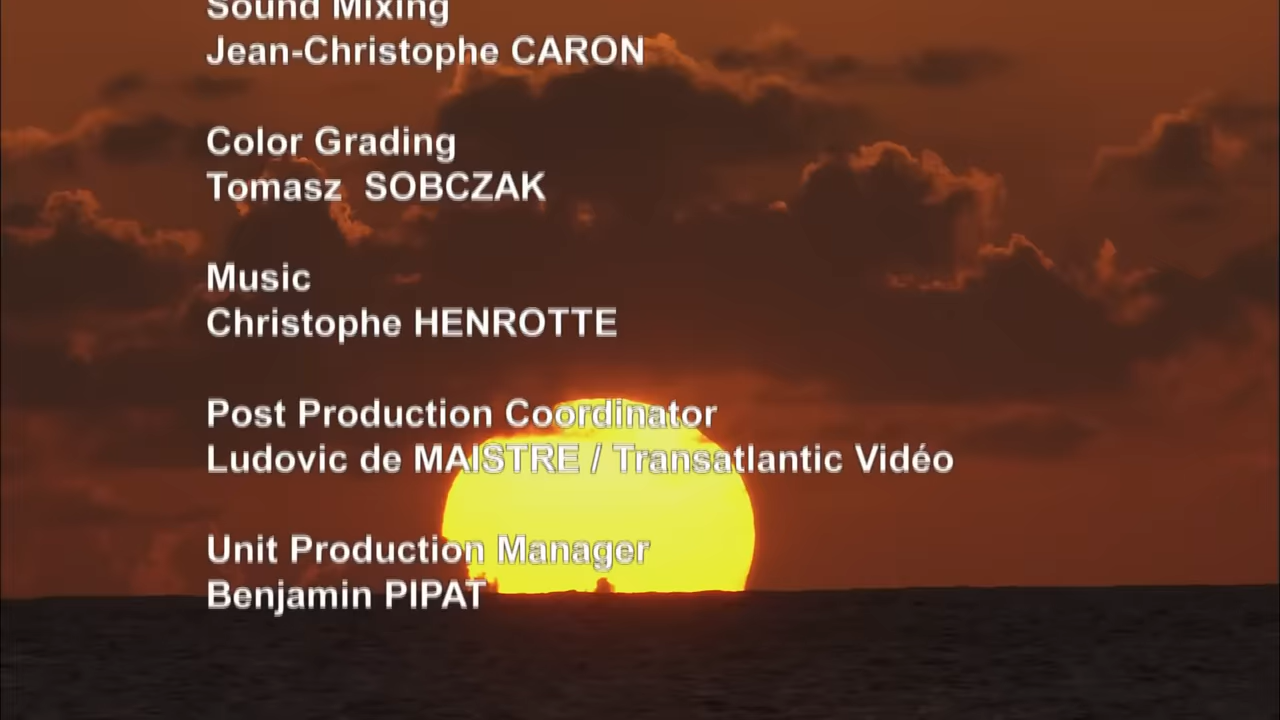 Sound Mixing
Jean-Christophe CARON
Color Grading
Tomasz  SOBCZAK
Music
Christophe HENROTTE
Post Production Coordinator
Ludovic de MAISTRE / Transatlantic Vidéo
Unit Production Manager
Benjamin PIPAT